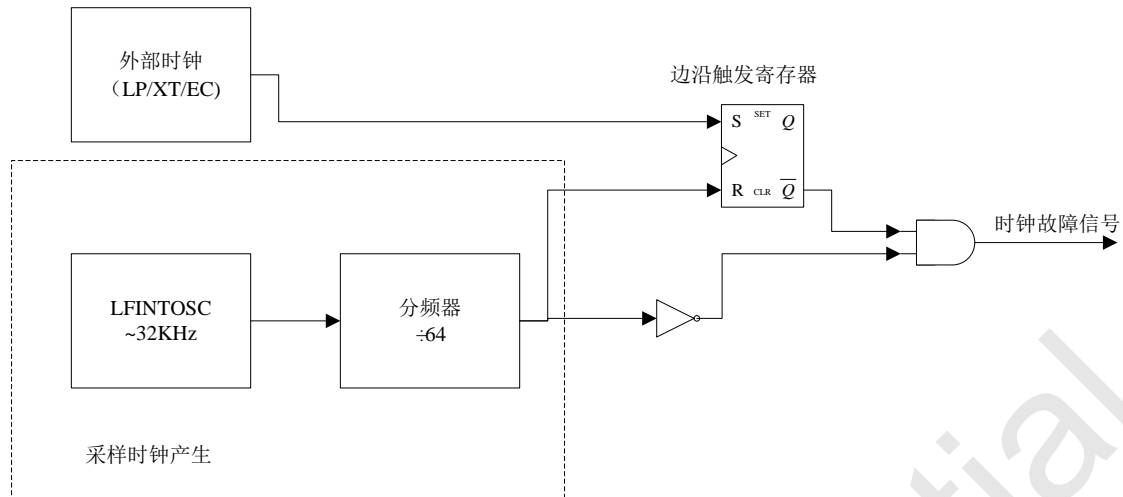 外部时钟
（LP/XT/EC)
边沿触发寄存器
S SET Q
R CLR Q
时钟故障信号
LFINTOSC
~32KHz
分频器
÷64
采样时钟产生
tial